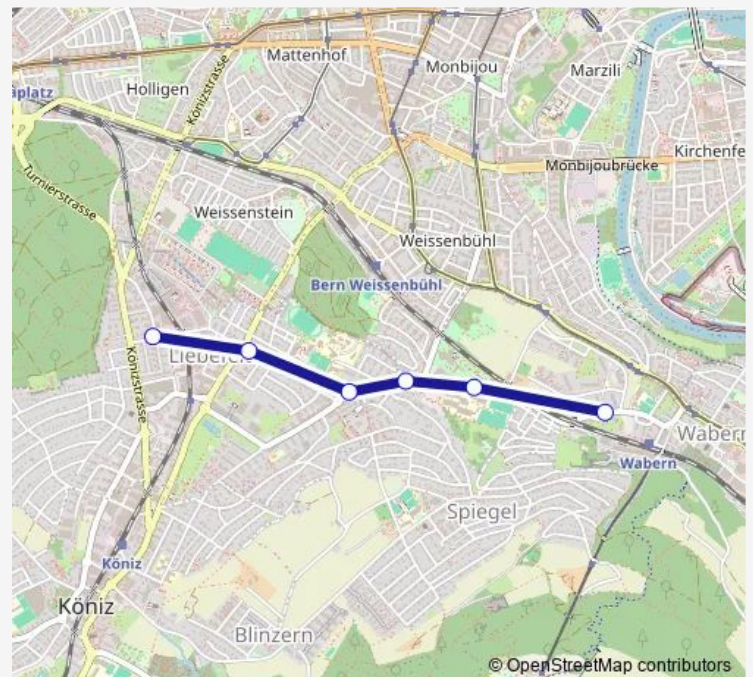 Mattenhof
Monbijou
Marzili
Holligen
Könizstrasse
Kirchenfe
Monbijoubrücke
Turnierstrasse
Weissenstein
Weissenbühl
Bern Weissenbühl
Könizstrasse
Wabern
Wabern
Spiegel
Köniz
Köniz
Blinzern
© OpenStreetMap contributors